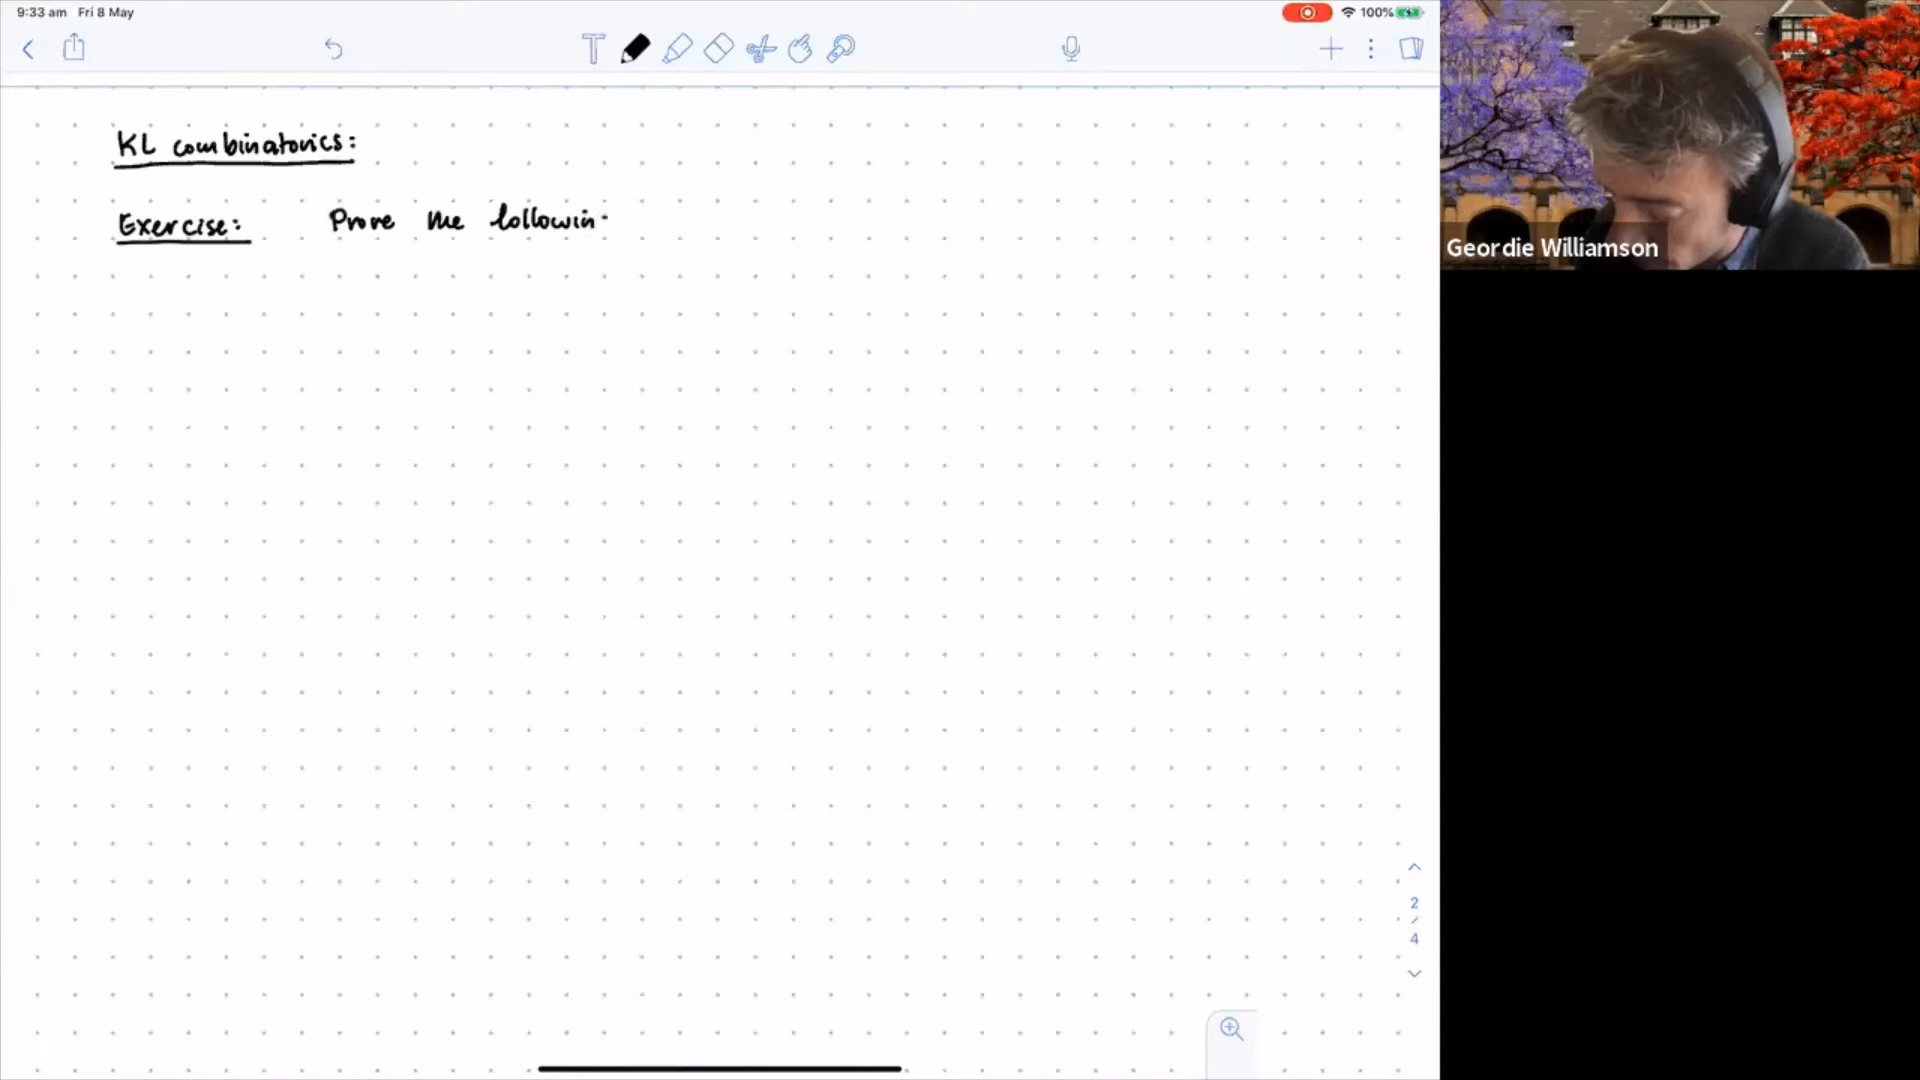 9:33 am Fri 8 May
100%
KL combinatorics:
Exercise: Prove the followin
Geordie Williamson
2
/
4